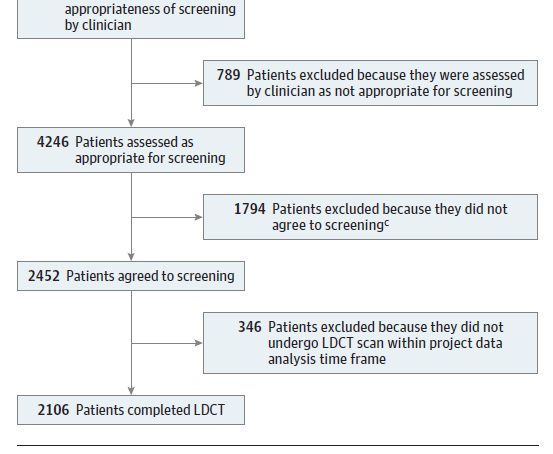 appropriateness of screening
by clinician
789 Patients excluded because they were assessed
by clinician as not appropriate for screening
4246 Patients assessed as
appropriate for screening
1794 Patients excluded because they did not
agree to screeningᶜ
2452 Patients agreed to screening
346 Patients excluded because they did not
undergo LDCT scan within project data
analysis time frame
2106 Patients completed LDCT